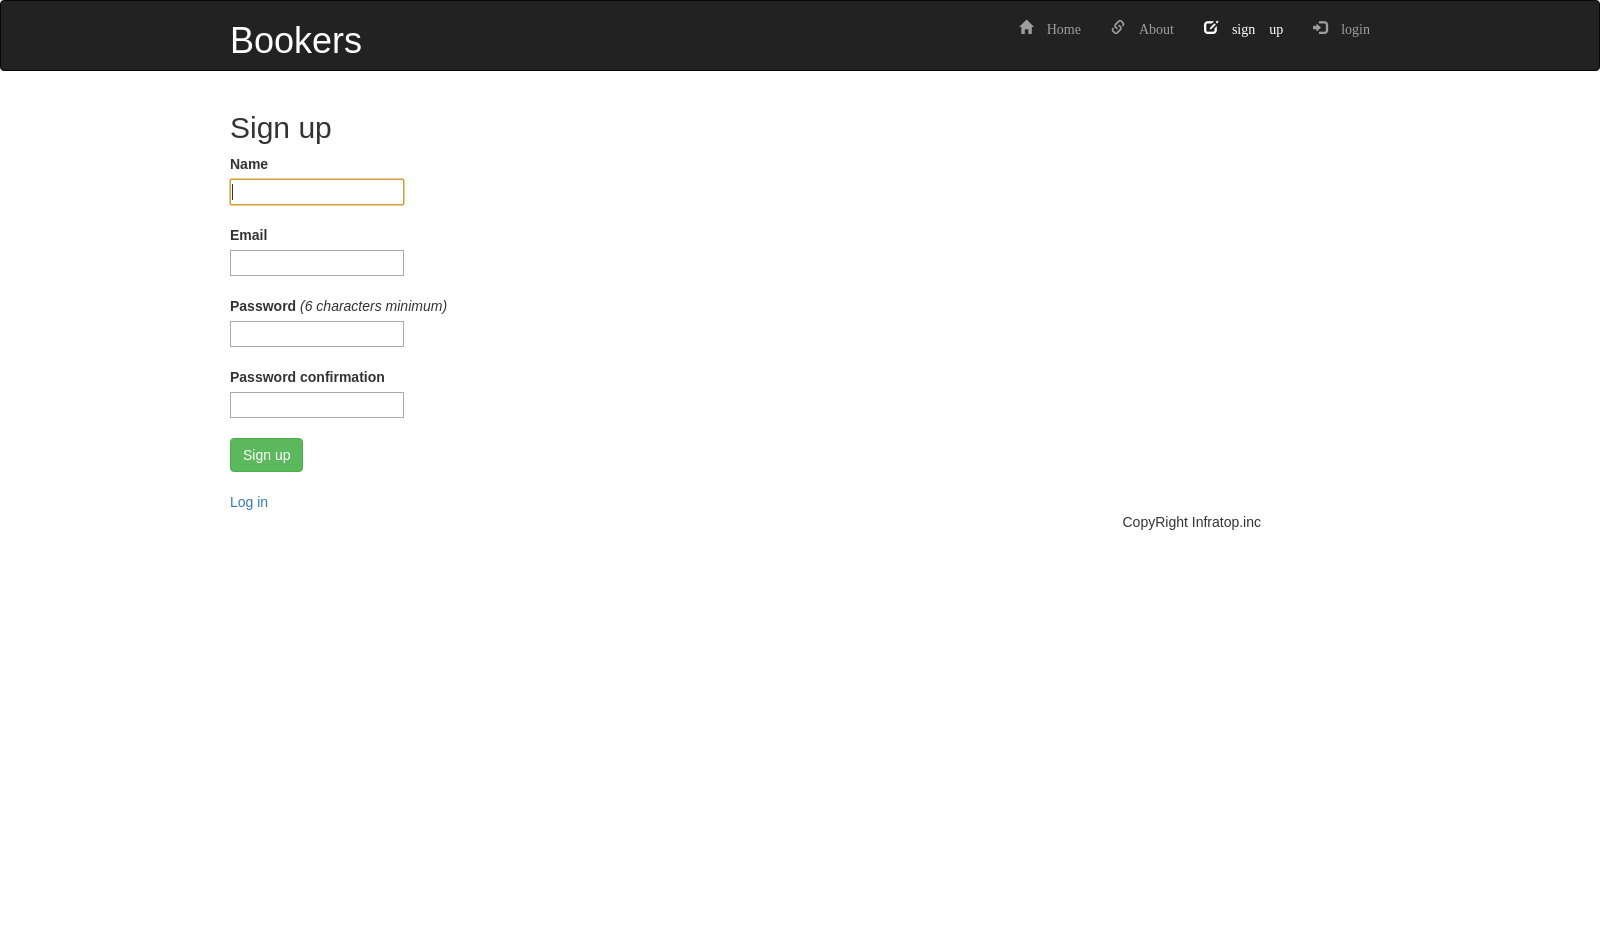 Bookers
Home About sign up login
Sign up
Name
Email
Password (6 characters minimum)
Password confirmation
Sign up
Log in
CopyRight Infratop.inc